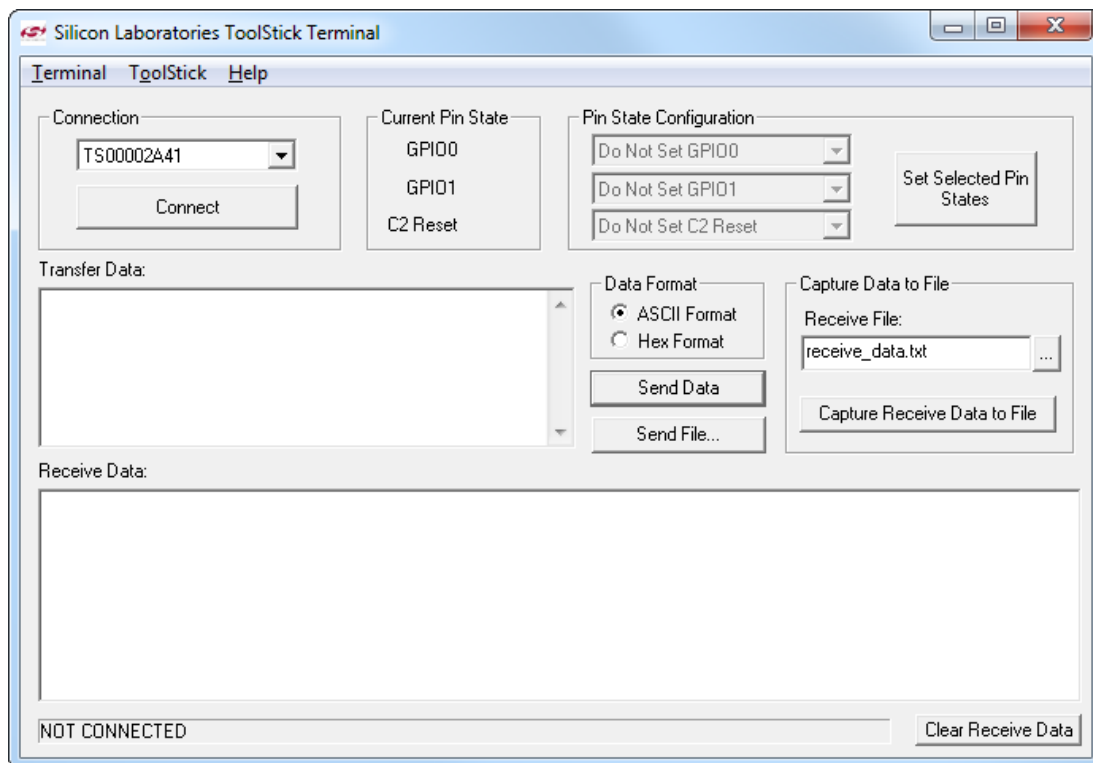 Silicon Laboratories ToolStick Terminal
Terminal ToolStick Help
Connection
TS00002A41
Connect
Current Pin State
GPIO0
GPIO1
C2 Reset
Pin State Configuration
Do Not Set GPIO0
Do Not Set GPIO1
Do Not Set C2 Reset
Set Selected Pin
States
Transfer Data:
Data Format
ASCII Format
Hex Format
Send Data
Send File...
Capture Data to File
Receive File:
receive_data.txt
...
Capture Receive Data to File
Receive Data:
NOT CONNECTED
Clear Receive Data